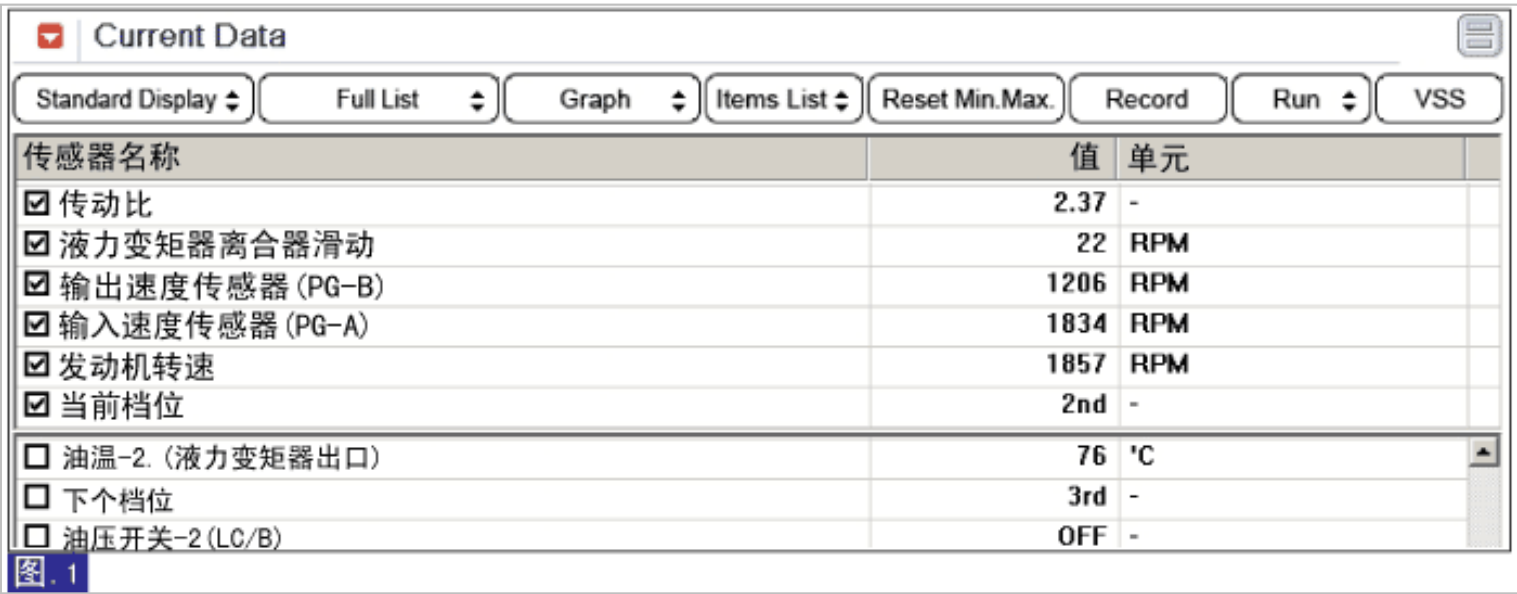 Current Data
Standard Display Full List Graph Items List Reset Min.Max. Record Run VSS
传感器名称 值 单元
传动比 2.37 -
液力变矩器离合器滑动 22 RPM
输出速度传感器(PG-B) 1206 RPM
输入速度传感器(PG-A) 1834 RPM
发动机转速 1857 RPM
当前档位 2nd -
油温-2.(液力变矩器出口) 76 'C
下个档位 3rd -
油压开关-2(LC/B) OFF -
图.1